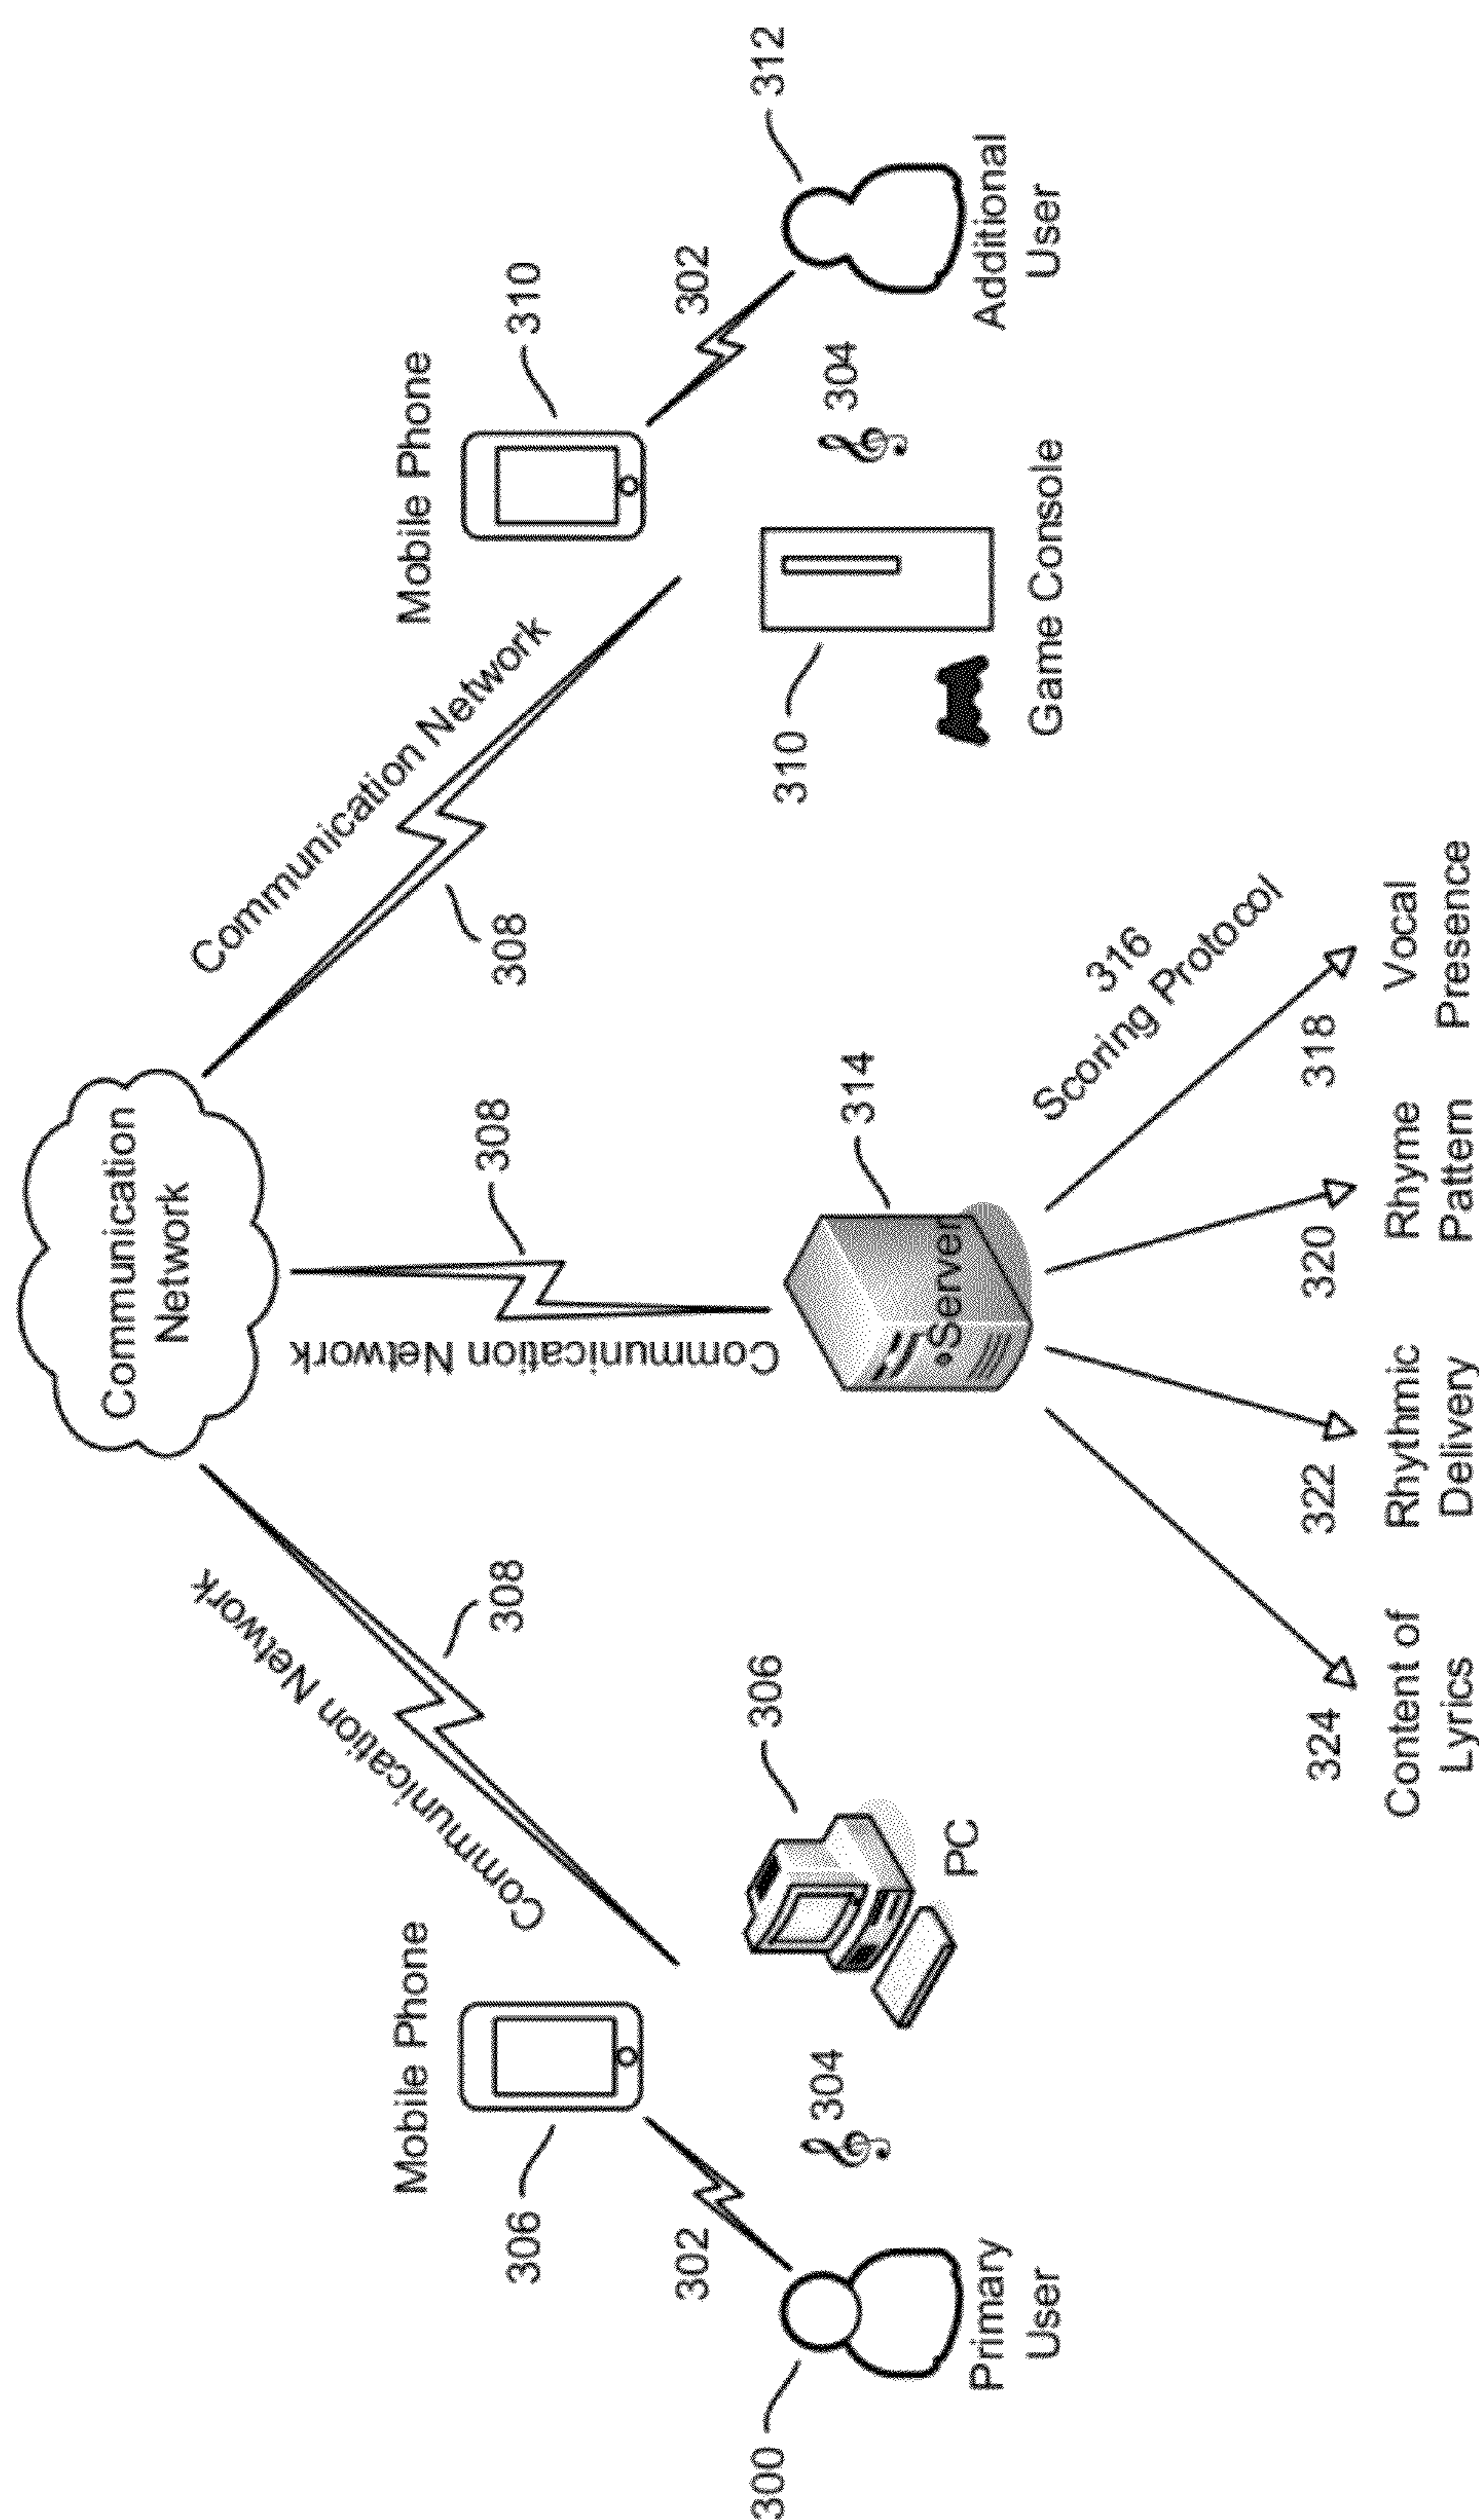 Communication
Network
Communication Network
308
Communication Network
308
Communication Network
308
Mobile Phone
306
302
300
Primary
User
304
306
PC
314
•Server
Mobile Phone
310
302
312
Additional
User
304
310
Game Console
316
Scoring Protocol
324
Content of
Lyrics
322
Rhythmic
Delivery
320
Rhyme
Pattern
318
Vocal
Presence